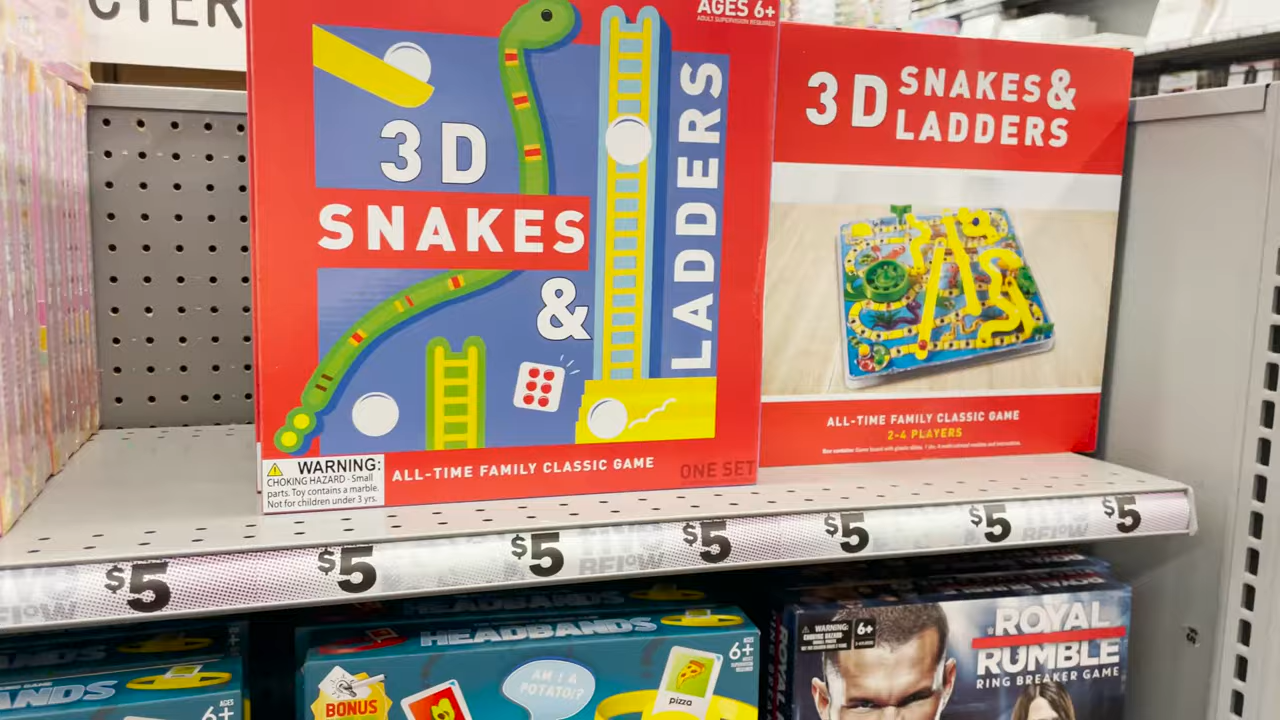 CTER
AGES 6+
ADULT SUPERVISION REQUIRED
3D
SNAKES
&
LADDERS
WARNING:
CHOKING HAZARD - Small
parts. Toy contains a marble.
Not for children under 3 yrs.
ALL-TIME FAMILY CLASSIC GAME
ONE SET
3D SNAKES &
LADDERS
ALL-TIME FAMILY CLASSIC GAME
2-4 PLAYERS
$5 $5 $5 $5 $5 $5 $5
BELOW
HEADBANDS
HEADBANDS
6+
AM I A
POTATO!?
pizza
BONUS
ANDS
6+
WARNING:
6+
ROYAL
RUMBLE
RING BREAKER GAME